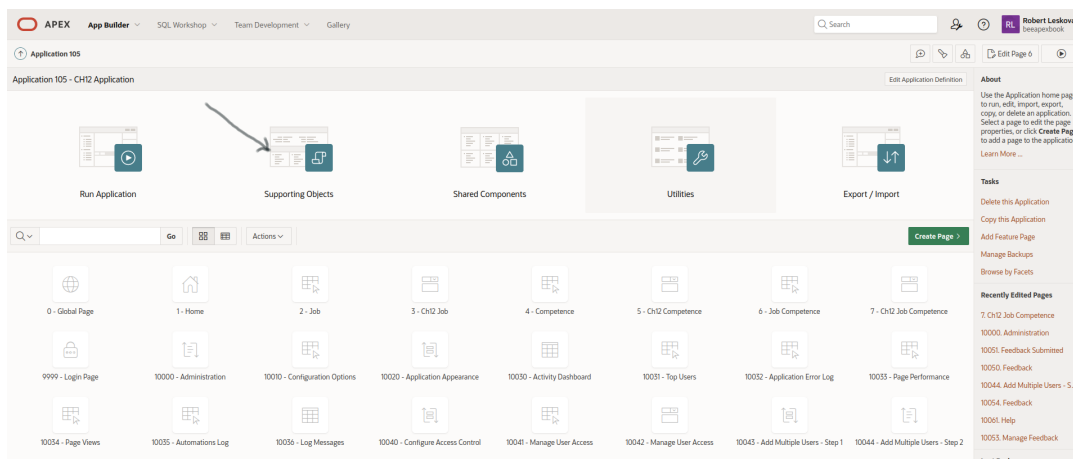 APEX App Builder SQL Workshop Team Development Gallery Search RL Robert Leskova
beeapexbook
Application 105 Edit Page 6
Application 105 - CH12 Application Edit Application Definition
Run Application Supporting Objects Shared Components Utilities Export / Import
Go Actions Create Page >
0 - Global Page 1 - Home 2 - Job 3 - Ch12 Job 4 - Competence 5 - Ch12 Competence 6 - Job Competence 7 - Ch12 Job Competence
9999 - Login Page 10000 - Administration 10010 - Configuration Options 10020 - Application Appearance 10030 - Activity Dashboard 10031 - Top Users 10032 - Application Error Log 10033 - Page Performance
10034 - Page Views 10035 - Automations Log 10036 - Log Messages 10040 - Configure Access Control 10041 - Manage User Access 10042 - Manage User Access 10043 - Add Multiple Users - Step 1 10044 - Add Multiple Users - Step 2
About
Use the Application home pag
to run, edit, import, export,
copy, or delete an application.
Select a page to edit the page
properties, or click Create Pag
to add a page to the applicatio
Learn More ...
Tasks
Delete this Application
Copy this Application
Add Feature Page
Manage Backups
Browse by Facets
Recently Edited Pages
7. Ch12 Job Competence
10000. Administration
10051. Feedback Submitted
10050. Feedback
10044. Add Multiple Users - S...
10054. Feedback
10061. Help
10053. Manage Feedback